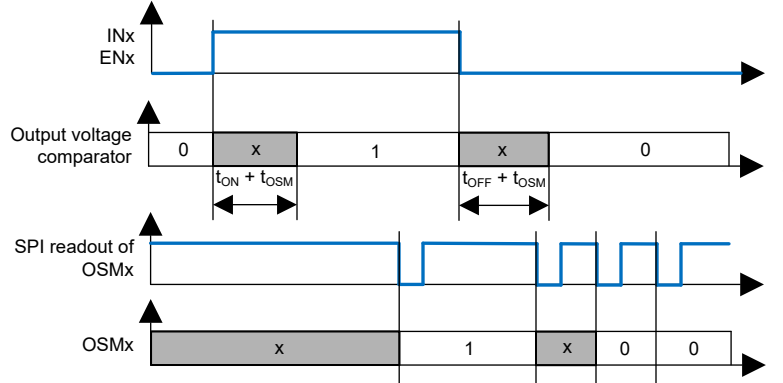 INx
ENx
Output voltage
comparator
0 x 1 x 0
tON + tOSM tOFF + tOSM
SPI readout of
OSMx
OSMx
x 1 x 0 0